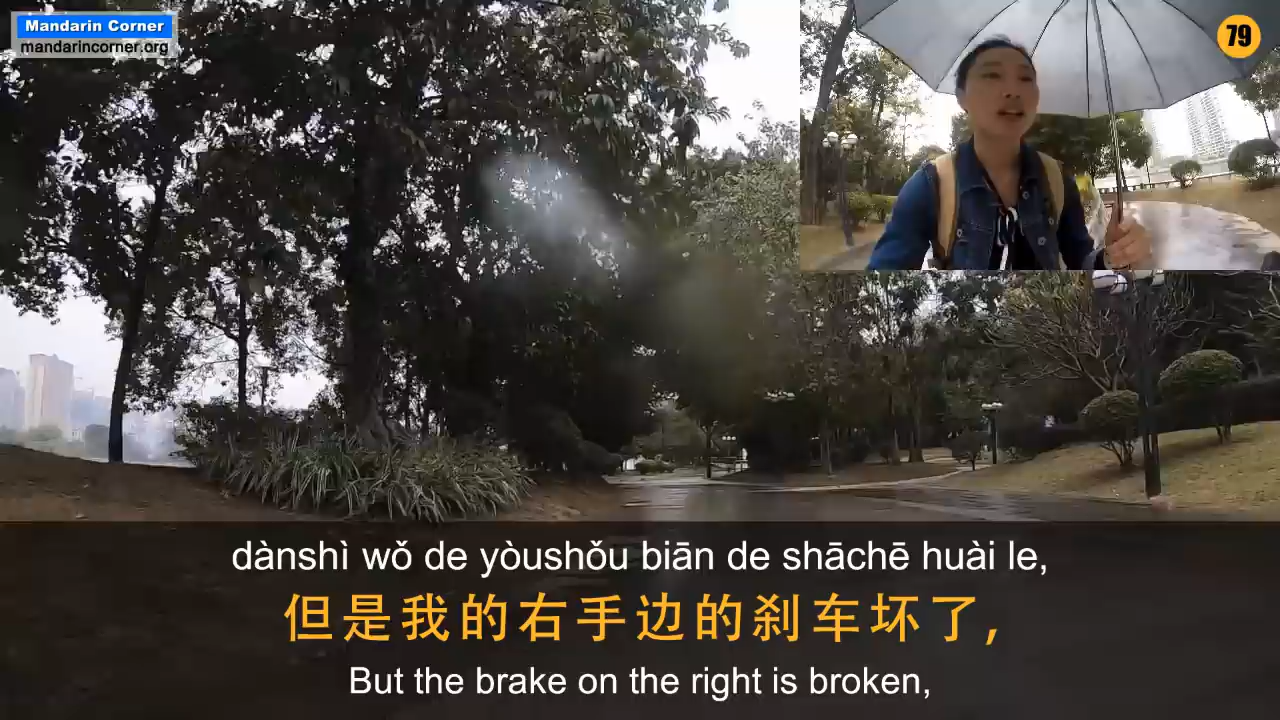 Mandarin Corner
mandarincorner.org
79
dànshì wǒ de yòushǒu biān de shāchē huài le,
但是我的右手边的刹车坏了,
But the brake on the right is broken,